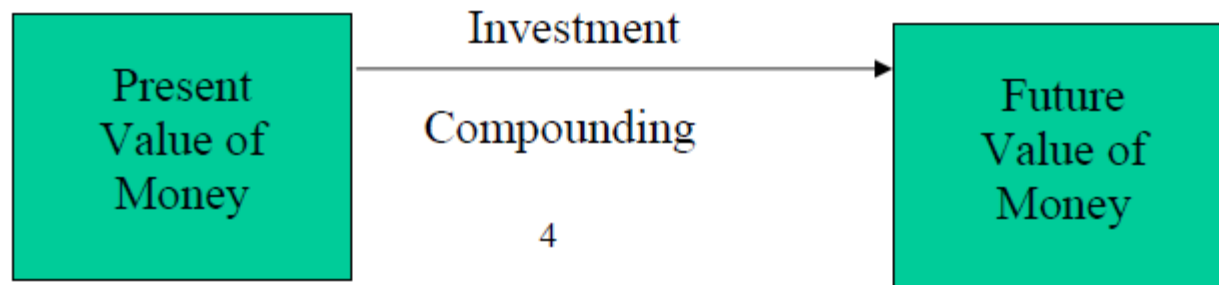 Present
Value of
Money
Investment
Compounding
4
Future
Value of
Money